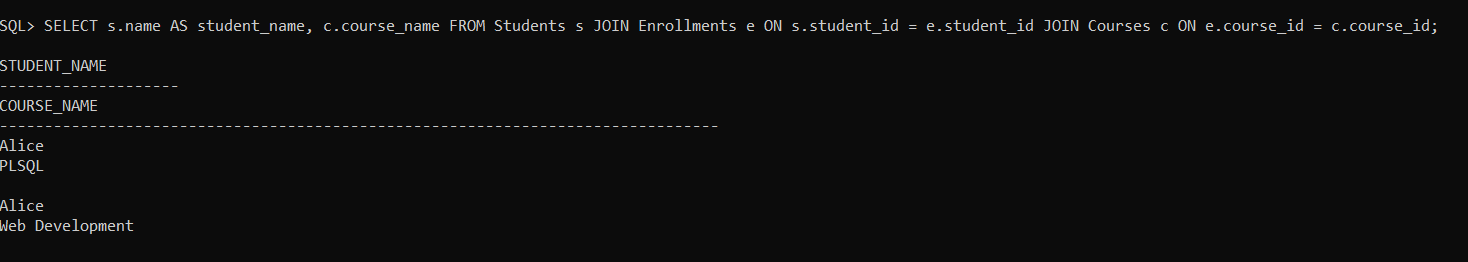 SQL> SELECT s.name AS student_name, c.course_name FROM Students s JOIN Enrollments e ON s.student_id = e.student_id JOIN Courses c ON e.course_id = c.course_id;
STUDENT_NAME
--------------------
COURSE_NAME
--------------------------------------------------------------------------------
Alice
PLSQL
Alice
Web Development